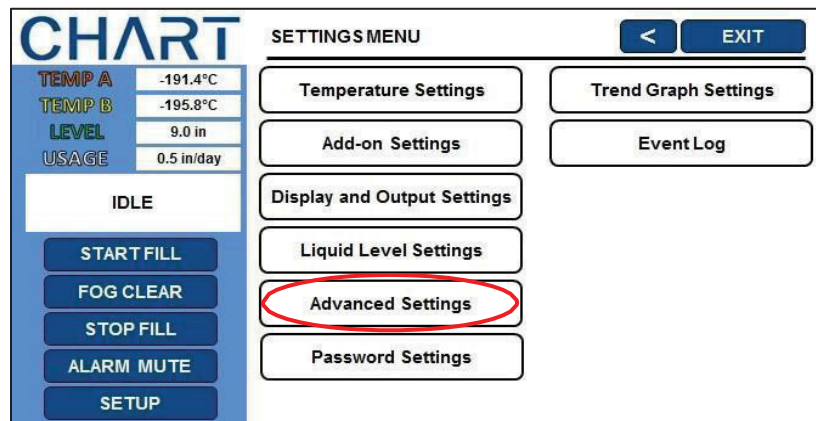 CHART
SETTINGS MENU
<
EXIT
TEMP A
-191.4°C
TEMP B
-195.8°C
LEVEL
9.0 in
USAGE
0.5 in/day
IDLE
START FILL
FOG CLEAR
STOP FILL
ALARM MUTE
SETUP
Temperature Settings
Add-on Settings
Display and Output Settings
Liquid Level Settings
Advanced Settings
Password Settings
Trend Graph Settings
Event Log